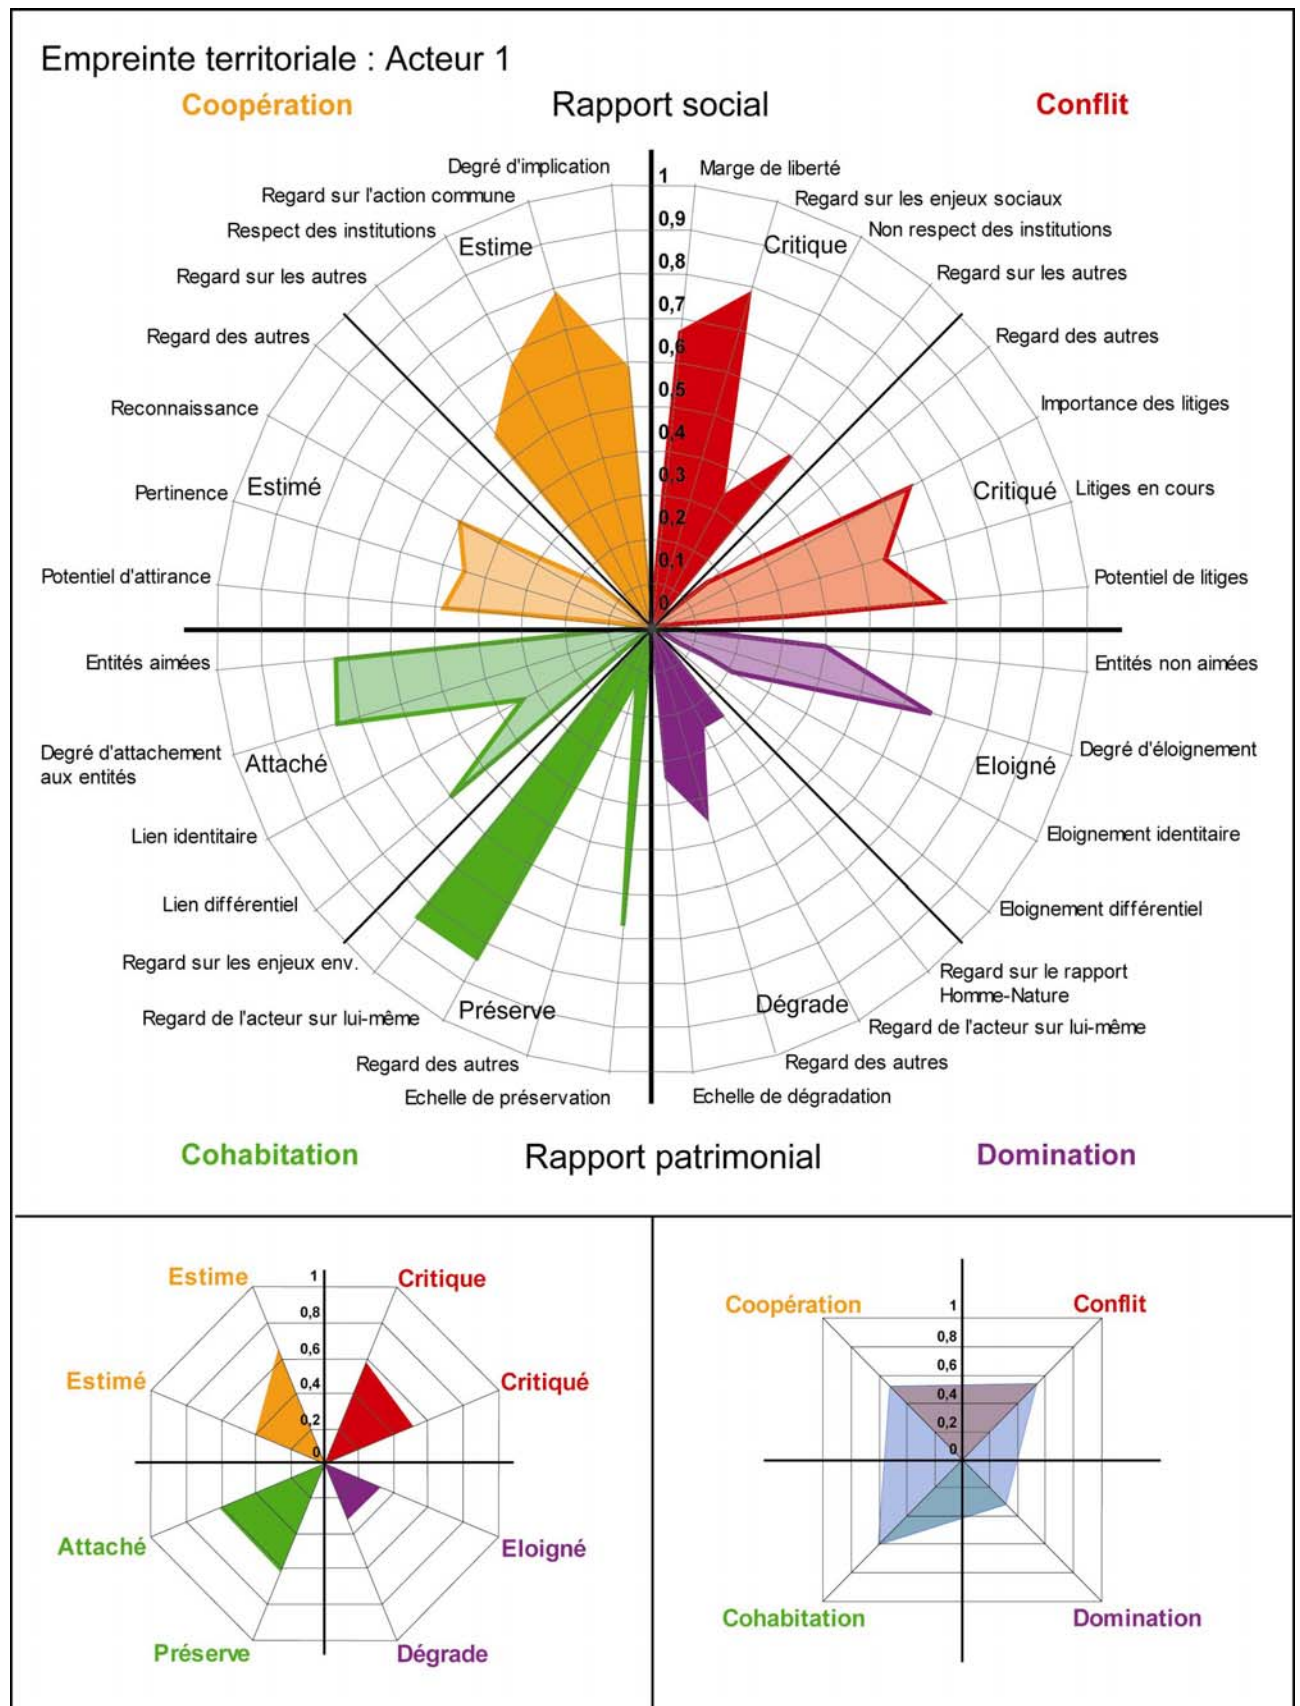 Empreinte territoriale : Acteur 1
Coopération
Rapport social
Conflit
Degré d'implication
Marge de liberté
Regard sur l'action commune
Regard sur les enjeux sociaux
Respect des institutions
Non respect des institutions
Estime
Critique
Regard sur les autres
Regard sur les autres
Regard des autres
Regard des autres
Reconnaissance
Importance des litiges
Estimé
Critiqué
Pertinence
Litiges en cours
Potentiel d'attirance
Potentiel de litiges
1
0,9
0,8
0,7
0,6
0,5
0,4
0,3
0,2
0,1
0
Entités aimées
Entités non aimées
Degré d'attachement
aux entités
Attaché
Degré d'éloignement
Eloigné
Lien identitaire
Eloignement identitaire
Lien différentiel
Eloignement différentiel
Regard sur les enjeux env.
Regard sur le rapport
Homme-Nature
Préserve
Dégrade
Regard de l'acteur sur lui-même
Regard de l'acteur sur lui-même
Regard des autres
Regard des autres
Echelle de préservation
Echelle de dégradation
Cohabitation
Rapport patrimonial
Domination
Estime
Critique
Estimé
Critiqué
1
0,8
0,6
0,4
0,2
0
Attaché
Eloigné
Préserve
Dégrade
Coopération
Conflit
1
0,8
0,6
0,4
0,2
0
Cohabitation
Domination